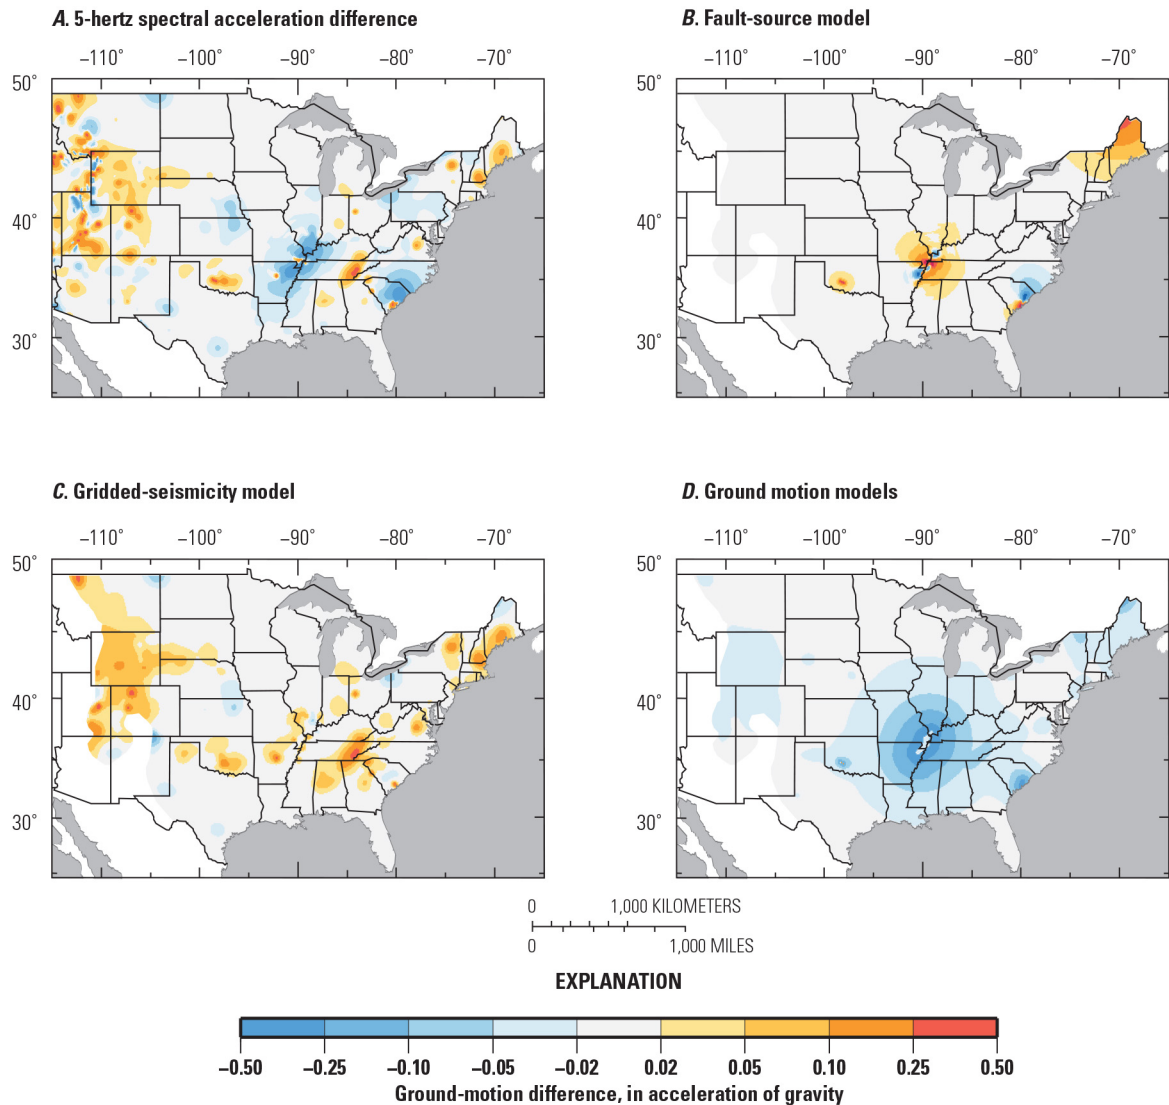 A. 5-hertz spectral acceleration difference
B. Fault-source model
−110° −100° −90° −80° −70°
−110° −100° −90° −80° −70°
50°
40°
30°
50°
40°
30°
C. Gridded-seismicity model
D. Ground motion models
−110° −100° −90° −80° −70°
−110° −100° −90° −80° −70°
50°
40°
30°
50°
40°
30°
0 1,000 KILOMETERS
0 1,000 MILES
EXPLANATION
−0.50 −0.25 −0.10 −0.05 −0.02 0.02 0.05 0.10 0.25 0.50
Ground-motion difference, in acceleration of gravity